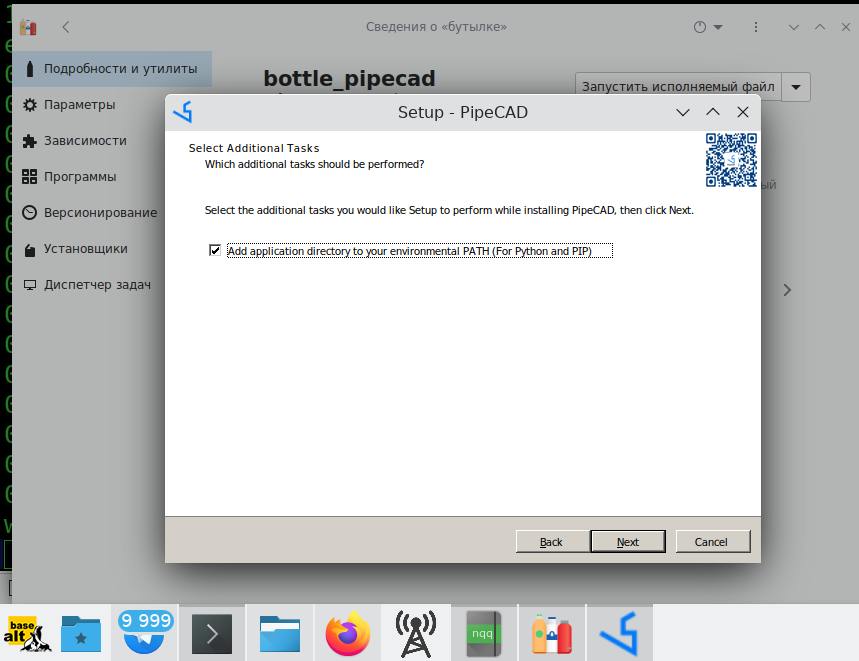 Сведения о «бутылке»
Подробности и утилиты
bottle_pipecad
Запустить исполняемый файл
Параметры
Зависимости
Программы
Версионирование
Установщики
Диспетчер задач
Setup - PipeCAD
Select Additional Tasks
Which additional tasks should be performed?
Select the additional tasks you would like Setup to perform while installing PipeCAD, then click Next.
Add application directory to your environmental PATH (For Python and PIP)
Back
Next
Cancel
base
alt
9 999
nqq